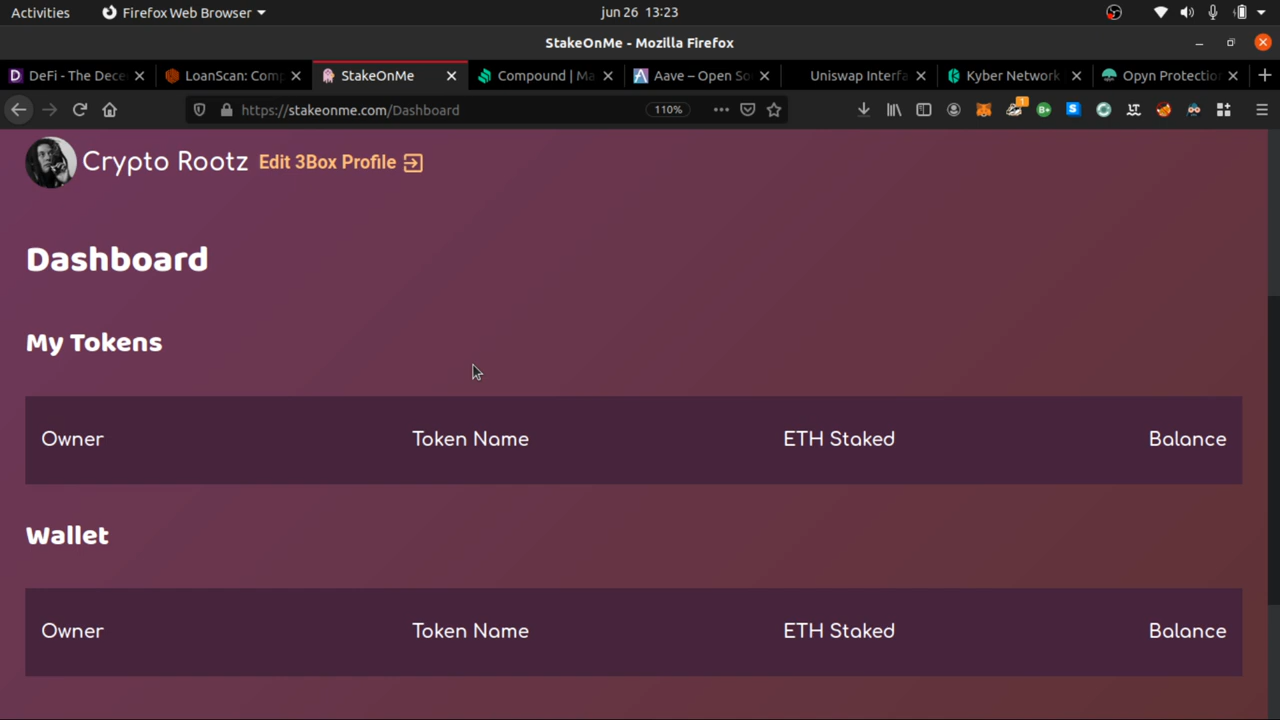 Activities Firefox Web Browser jun 26 13:23
StakeOnMe - Mozilla Firefox
DeFi - The Dece LoanScan: Comp StakeOnMe Compound | Ma Aave – Open So Uniswap Interfa Kyber Network Opyn Protectio
https://stakeonme.com/Dashboard 110%
Crypto Rootz Edit 3Box Profile
Dashboard
My Tokens
Owner Token Name ETH Staked Balance
Wallet
Owner Token Name ETH Staked Balance